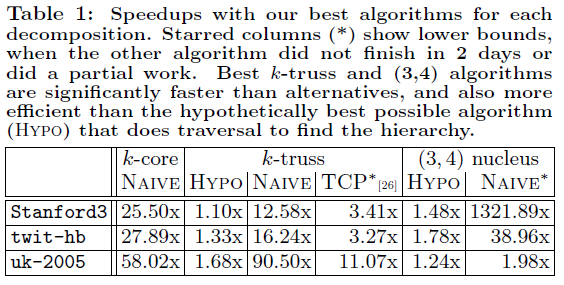 Table 1: Speedups with our best algorithms for each
decomposition. Starred columns (*) show lower bounds,
when the other algorithm did not finish in 2 days or
did a partial work. Best k-truss and (3,4) algorithms
are significantly faster than alternatives, and also more
efficient than the hypothetically best possible algorithm
(HYPO) that does traversal to find the hierarchy.
k-core k-truss (3, 4) nucleus
NAIVE HYPO NAIVE TCP*[26] HYPO NAIVE*
Stanford3 25.50x 1.10x 12.58x 3.41x 1.48x 1321.89x
twit-hb 27.89x 1.33x 16.24x 3.27x 1.78x 38.96x
uk-2005 58.02x 1.68x 90.50x 11.07x 1.24x 1.98x